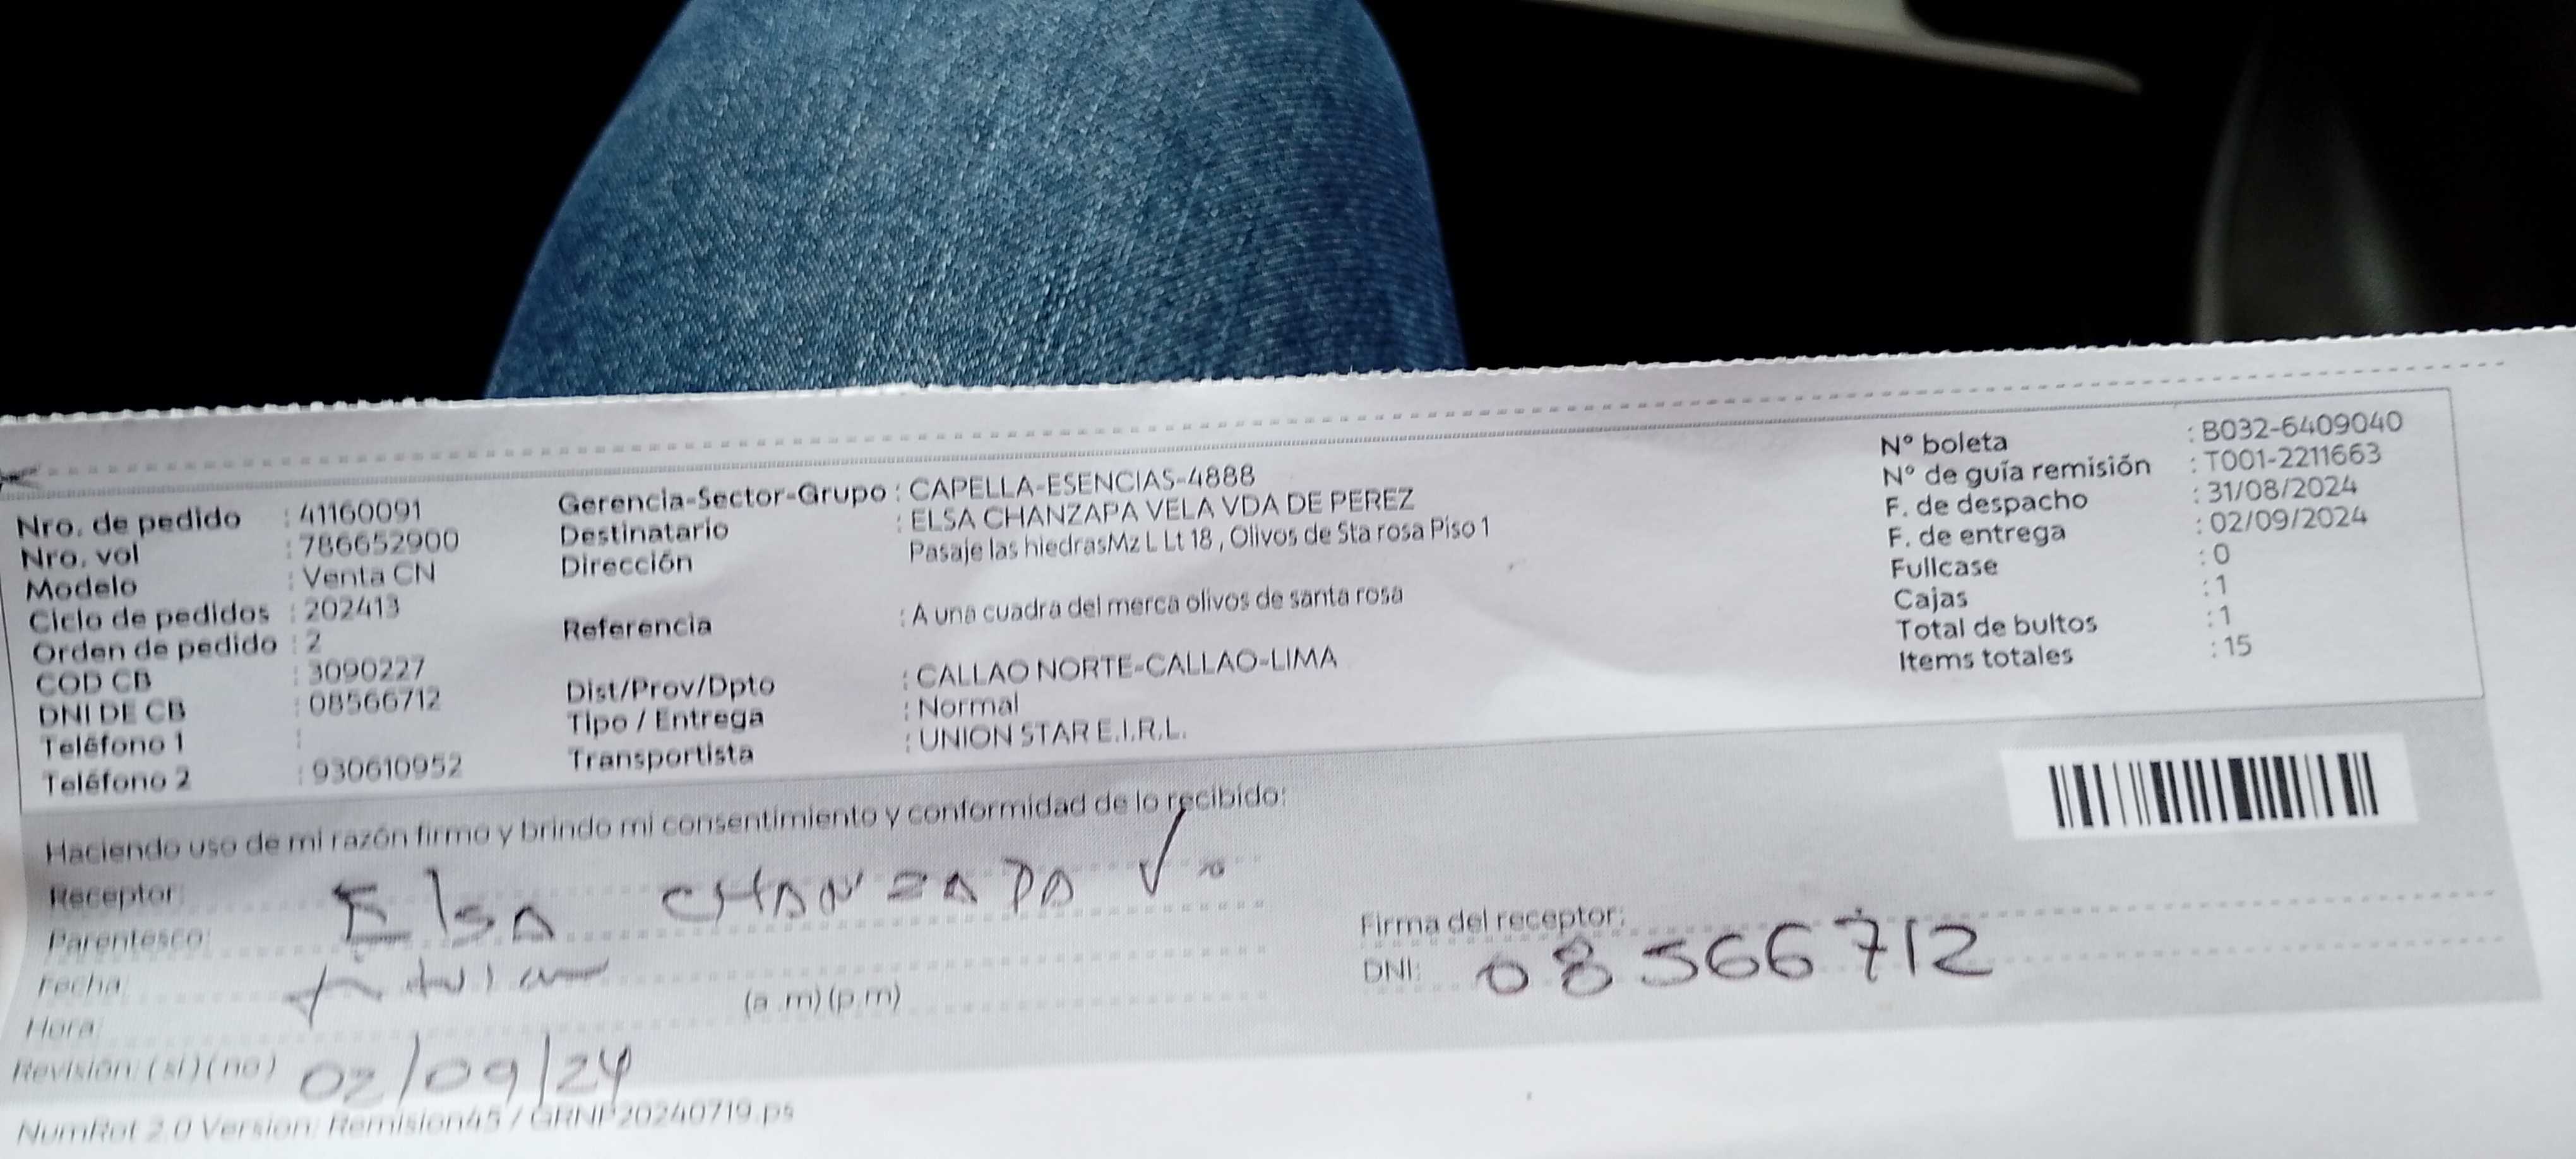 Nro. de pedido : 41160091
Nro. vol : 786652900
Modelo : Venta CN
Ciclo de pedidos : 202413
Orden de pedido : 2
COD CB : 3090227
DNI DE CB : 08566712
Teléfono 1 :
Teléfono 2 : 930610952
Gerencia-Sector-Grupo : CAPELLA-ESENCIAS-4888
Destinatario : ELSA CHANZAPA VELA VDA DE PEREZ
Dirección Pasaje las hiedrasMz L Lt 18 , Olivos de Sta rosa Piso 1
Referencia : A una cuadra del merca olivos de santa rosa
Dist/Prov/Dpto : CALLAO NORTE-CALLAO-LIMA
Tipo / Entrega : Normal
Transportista : UNION STAR E.I.R.L.
N° boleta : B032-6409040
N° de guía remisión : T001-2211663
F. de despacho : 31/08/2024
F. de entrega : 02/09/2024
Fullcase : 0
Cajas : 1
Total de bultos : 1
Items totales : 15
Haciendo uso de mi razón firmo y brindo mi consentimiento y conformidad de lo recibido:
Receptor: Elsa CHANZAPA V
Parentesco:
Fecha:
Hora: (a .m) (p.m)
Revisión: ( si ) ( no ) 02/09/24
Firma del receptor:
DNI: 08566712
NumRot 2.0 Version: Remision45 / GRNP20240719.ps